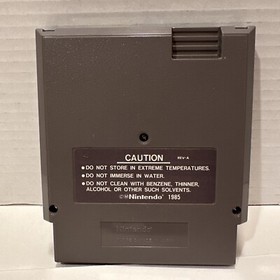 CAUTION
REV-A
• DO NOT STORE IN EXTREME TEMPERATURES.
• DO NOT IMMERSE IN WATER.
• DO NOT CLEAN WITH BENZENE, THINNER,
ALCOHOL OR OTHER SUCH SOLVENTS.
Nintendo 1985
Nintendo